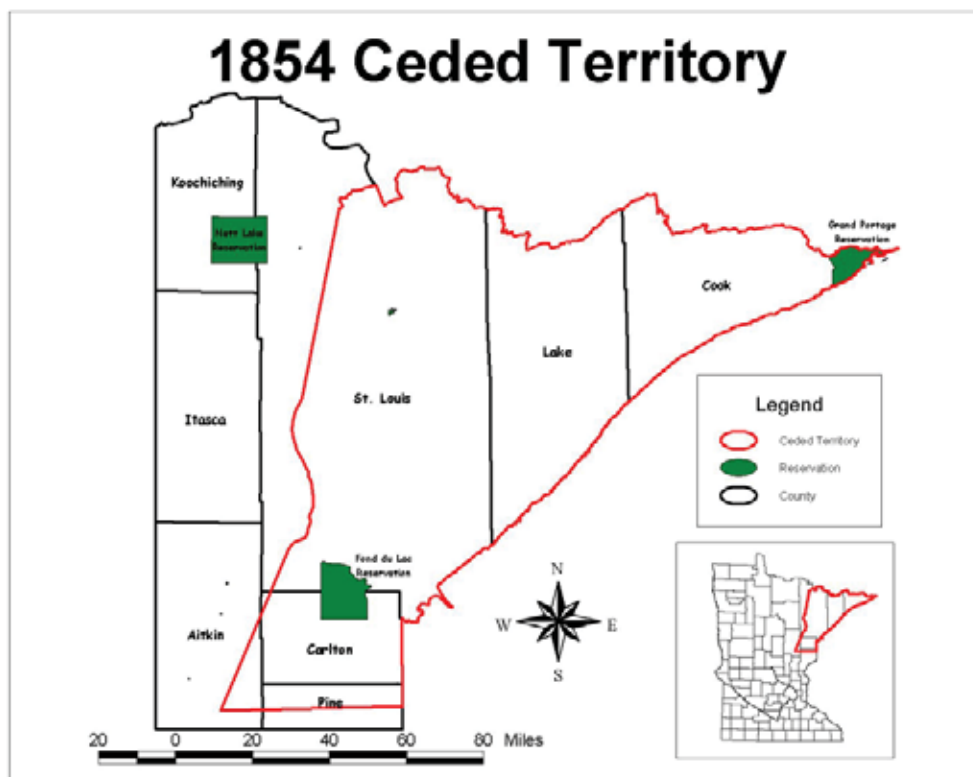 1854 Ceded Territory
Koochiching
Nett Lake
Reservation
Grand Portage
Reservation
Cook
Lake
St. Louis
Itasca
Legend
Ceded Territory
Reservation
County
Fond du Lac
Reservation
N
W
E
S
Aitkin
Carlton
Pine
20 0 20 40 60 80 Miles